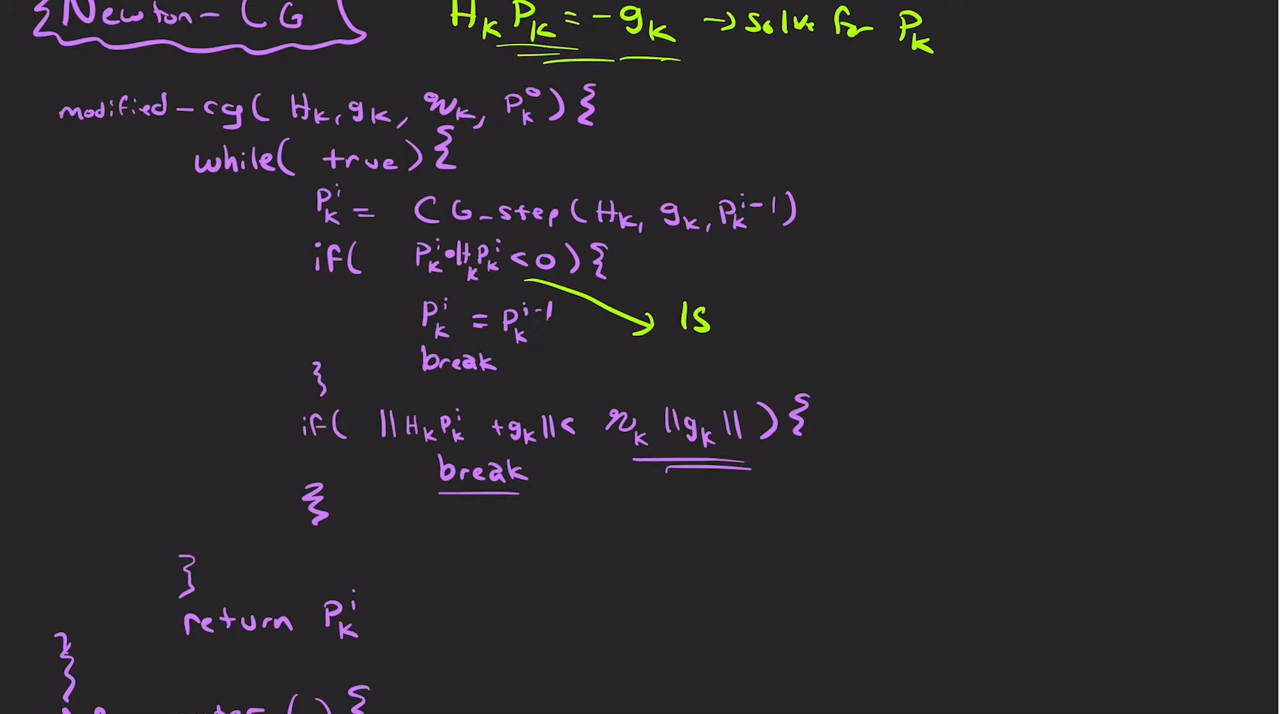 {Newton-CG}
H_k P_k = -g_k → solve for P_k
modified-cg( H_k, g_k, η_k, P_k^0 ) {
while( true ) {
P_k^i = CG_step( H_k, g_k, P_k^{i-1} )
if( P_k^i • H_k P_k^i < 0 ) {
P_k^i = P_k^{i-1}
break
}
if( || H_k P_k^i + g_k || < η_k || g_k || ) {
break
}
}
return P_k^i
}